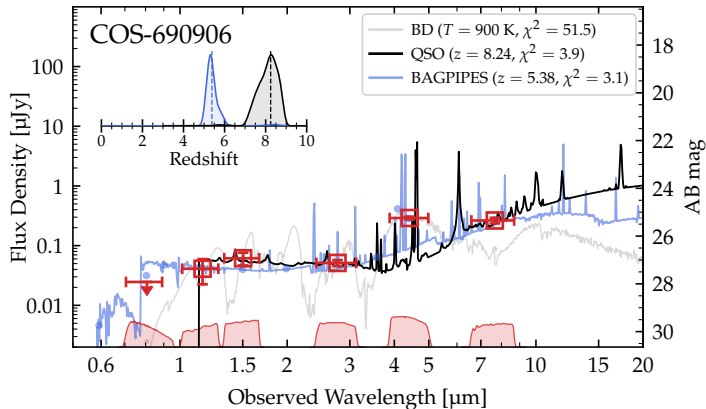 COS-690906
BD (T = 900 K, χ² = 51.5)
QSO (z = 8.24, χ² = 3.9)
BAGPIPES (z = 5.38, χ² = 3.1)
0 2 4 6 8 10
Redshift
100
10
1
0.1
0.01
Flux Density [μJy]
18
20
22
24
26
28
30
AB mag
0.6 1 1.5 2 3 4 5 7 10 15 20
Observed Wavelength [μm]